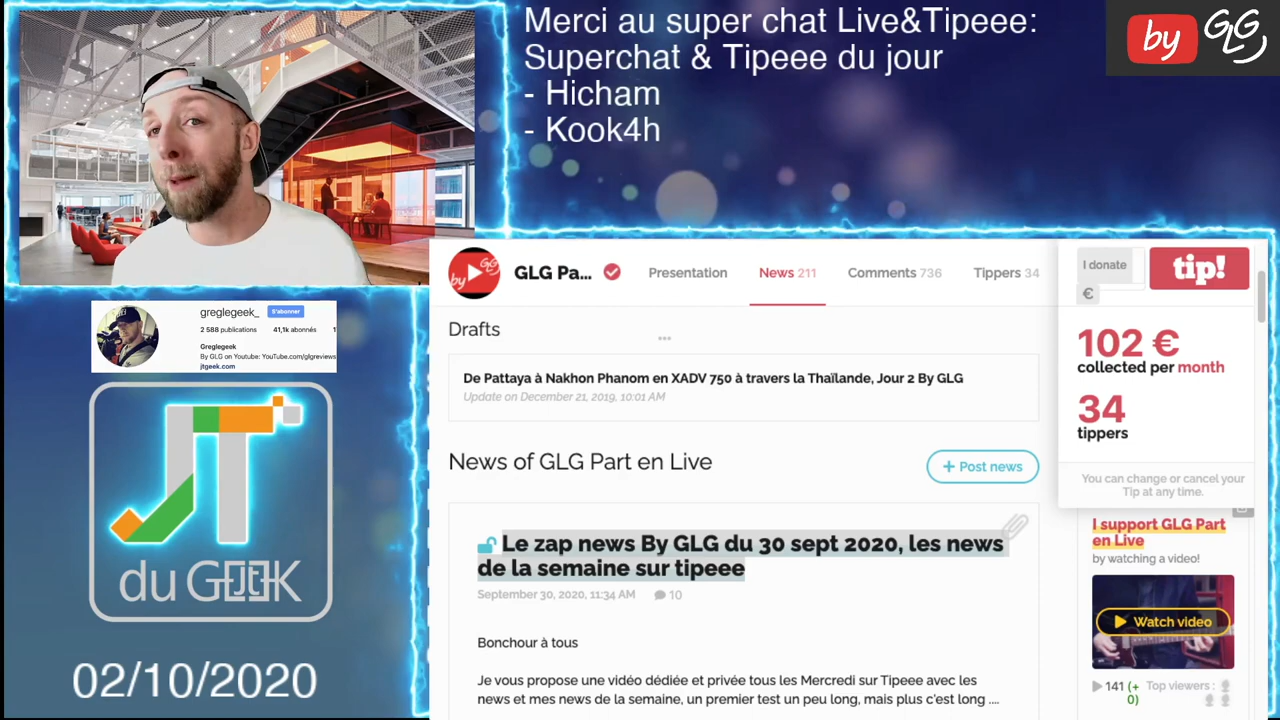 Merci au super chat Live&Tipeee:
Superchat & Tipeee du jour
- Hicham
- Kook4h
by GLG
greglegeek_ S'abonner
2 588 publications 41,1k abonnés 1
Greglegeek
By GLG on Youtube: YouTube.com/glgreviews
jtgeek.com
JT
du GEEK
02/10/2020
by GLG
GLG Pa... Presentation News 211 Comments 736 Tippers 34
I donate
€
tip!
102 €
collected per month
34
tippers
You can change or cancel your
Tip at any time.
Drafts
...
De Pattaya à Nakhon Phanom en XADV 750 à travers la Thaïlande, Jour 2 By GLG
Update on December 21, 2019, 10:01 AM
News of GLG Part en Live
+ Post news
Le zap news By GLG du 30 sept 2020, les news
de la semaine sur tipeee
September 30, 2020, 11:34 AM 10
Bonchour à tous
Je vous propose une vidéo dédiée et privée tous les Mercredi sur Tipeee avec les
news et mes news de la semaine, un premier test un peu long, mais plus c'est long ....
I support GLG Part
en Live
by watching a video!
Watch video
141 (+
0)
Top viewers :